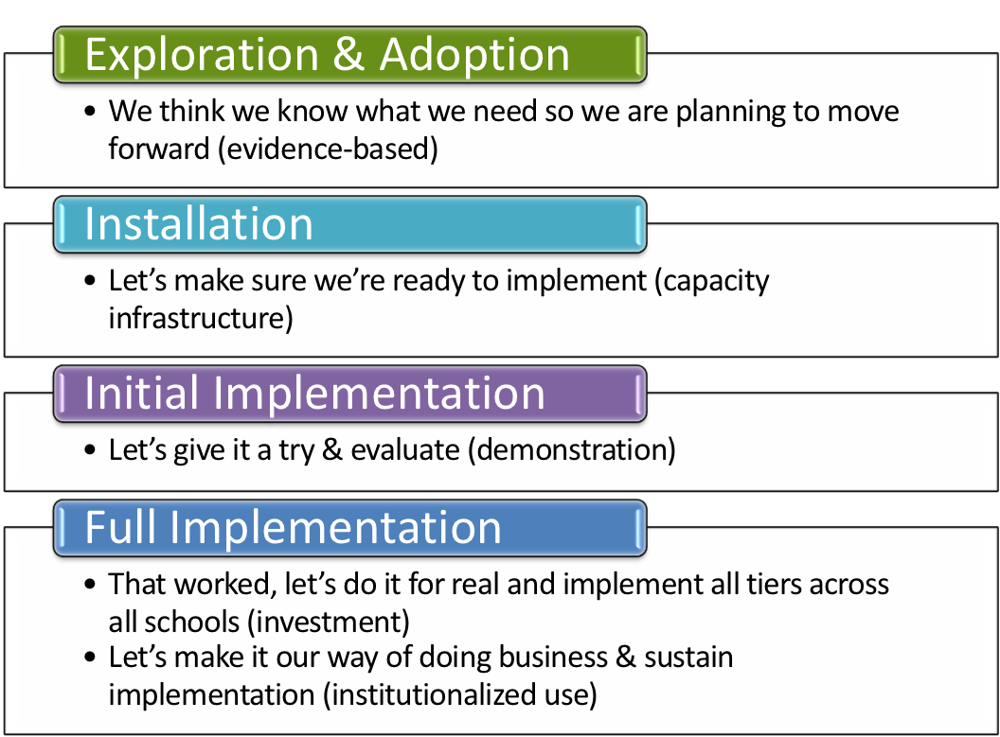 Exploration & Adoption
• We think we know what we need so we are planning to move
forward (evidence-based)
Installation
• Let’s make sure we’re ready to implement (capacity
infrastructure)
Initial Implementation
• Let’s give it a try & evaluate (demonstration)
Full Implementation
• That worked, let’s do it for real and implement all tiers across
all schools (investment)
• Let’s make it our way of doing business & sustain
implementation (institutionalized use)